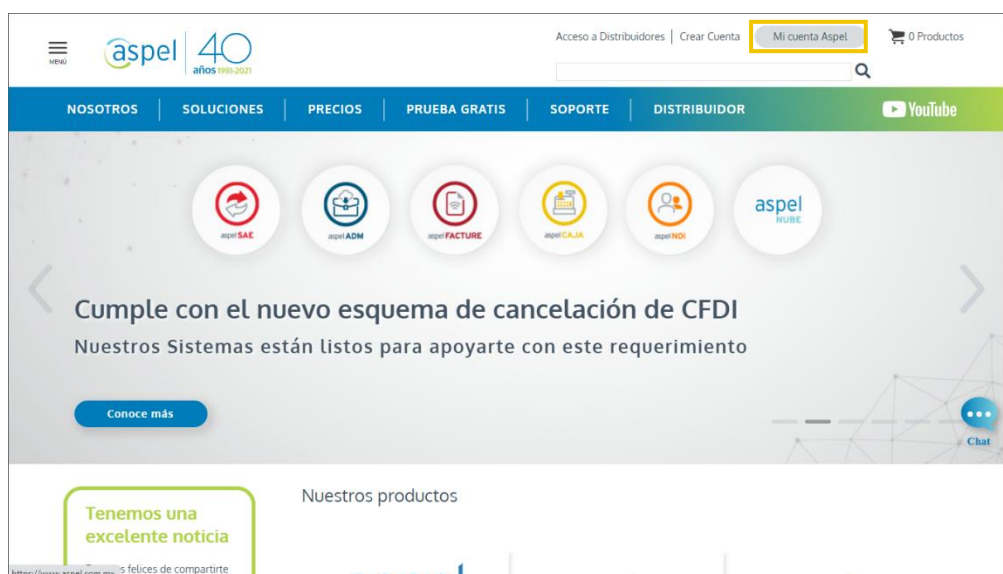 MENÚ
aspel 40 años 1981-2021
Acceso a Distribuidores | Crear Cuenta
Mi cuenta Aspel
0 Productos
NOSOTROS | SOLUCIONES | PRECIOS | PRUEBA GRATIS | SOPORTE | DISTRIBUIDOR
YouTube
aspel SAE
aspel ADM
aspel FACTURE
aspel CAJA
aspel NOI
aspel NUBE
Cumple con el nuevo esquema de cancelación de CFDI
Nuestros Sistemas están listos para apoyarte con este requerimiento
Conoce más
Chat
Tenemos una
excelente noticia
felices de compartirte
Nuestros productos